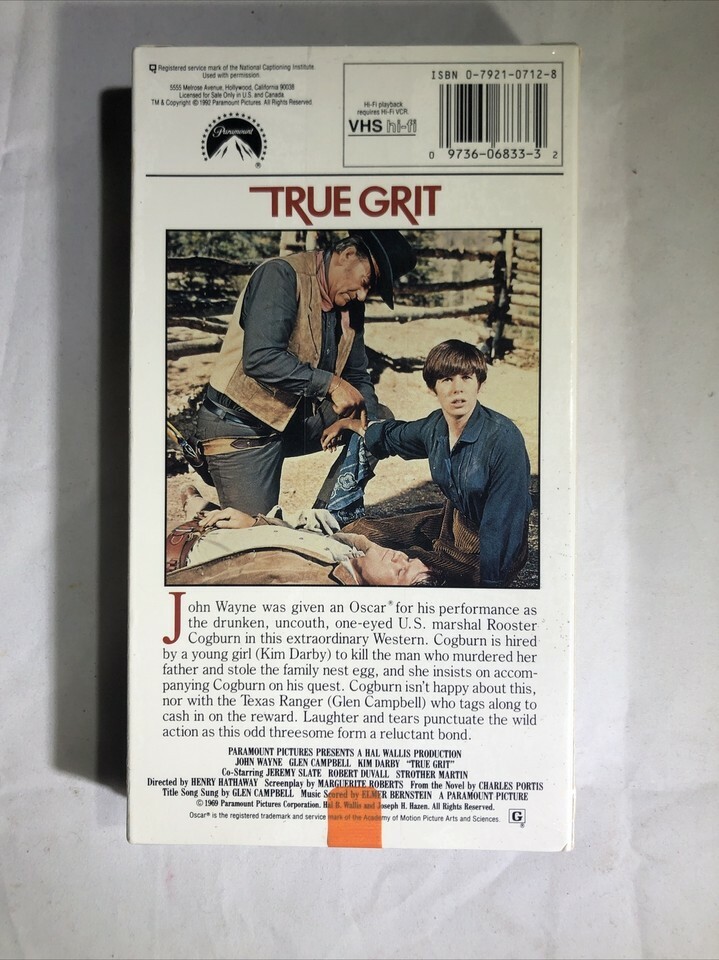 Registered service mark of the National Captioning Institute.
Used with permission.
5555 Melrose Avenue, Hollywood, California 90038
Licensed for Sale Only in U.S. and Canada.
TM & Copyright © 1992 Paramount Pictures. All Rights Reserved.
Paramount
®
Hi-Fi playback
requires Hi-Fi VCR.
VHS hi-fi
ISBN 0-7921-0712-8
0 9736-06833-3 2
TRUE GRIT
John Wayne was given an Oscar® for his performance as
the drunken, uncouth, one-eyed U.S. marshal Rooster
Cogburn in this extraordinary Western. Cogburn is hired
by a young girl (Kim Darby) to kill the man who murdered her
father and stole the family nest egg, and she insists on accom-
panying Cogburn on his quest. Cogburn isn't happy about this,
nor with the Texas Ranger (Glen Campbell) who tags along to
cash in on the reward. Laughter and tears punctuate the wild
action as this odd threesome form a reluctant bond.
PARAMOUNT PICTURES PRESENTS A HAL WALLIS PRODUCTION
JOHN WAYNE GLEN CAMPBELL KIM DARBY "TRUE GRIT"
Co-Starring JEREMY SLATE ROBERT DUVALL STROTHER MARTIN
Directed by HENRY HATHAWAY Screenplay by MARGUERITE ROBERTS From the Novel by CHARLES PORTIS
Title Song Sung by GLEN CAMPBELL Music Scored by ELMER BERNSTEIN A PARAMOUNT PICTURE
©1969 Paramount Pictures Corporation. Hal B. Wallis and Joseph H. Hazen. All Rights Reserved.
Oscar® is the registered trademark and service mark of the Academy of Motion Picture Arts and Sciences.
G
®